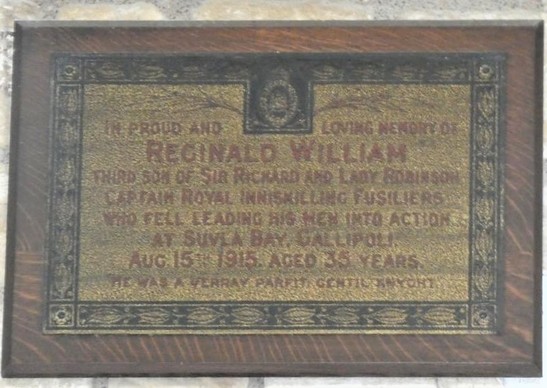 IN PROUD AND LOVING MEMORY OF
REGINALD WILLIAM
THIRD SON OF SIR RICHARD AND LADY ROBINSON
CAPTAIN ROYAL INNISKILLING FUSILIERS
WHO FELL LEADING HIS MEN INTO ACTION
AT SUVLA BAY, GALLIPOLI.
AUG 15TH 1915. AGED 35 YEARS.
HE WAS A VERRAY PARFIT, GENTIL KNYGHT.